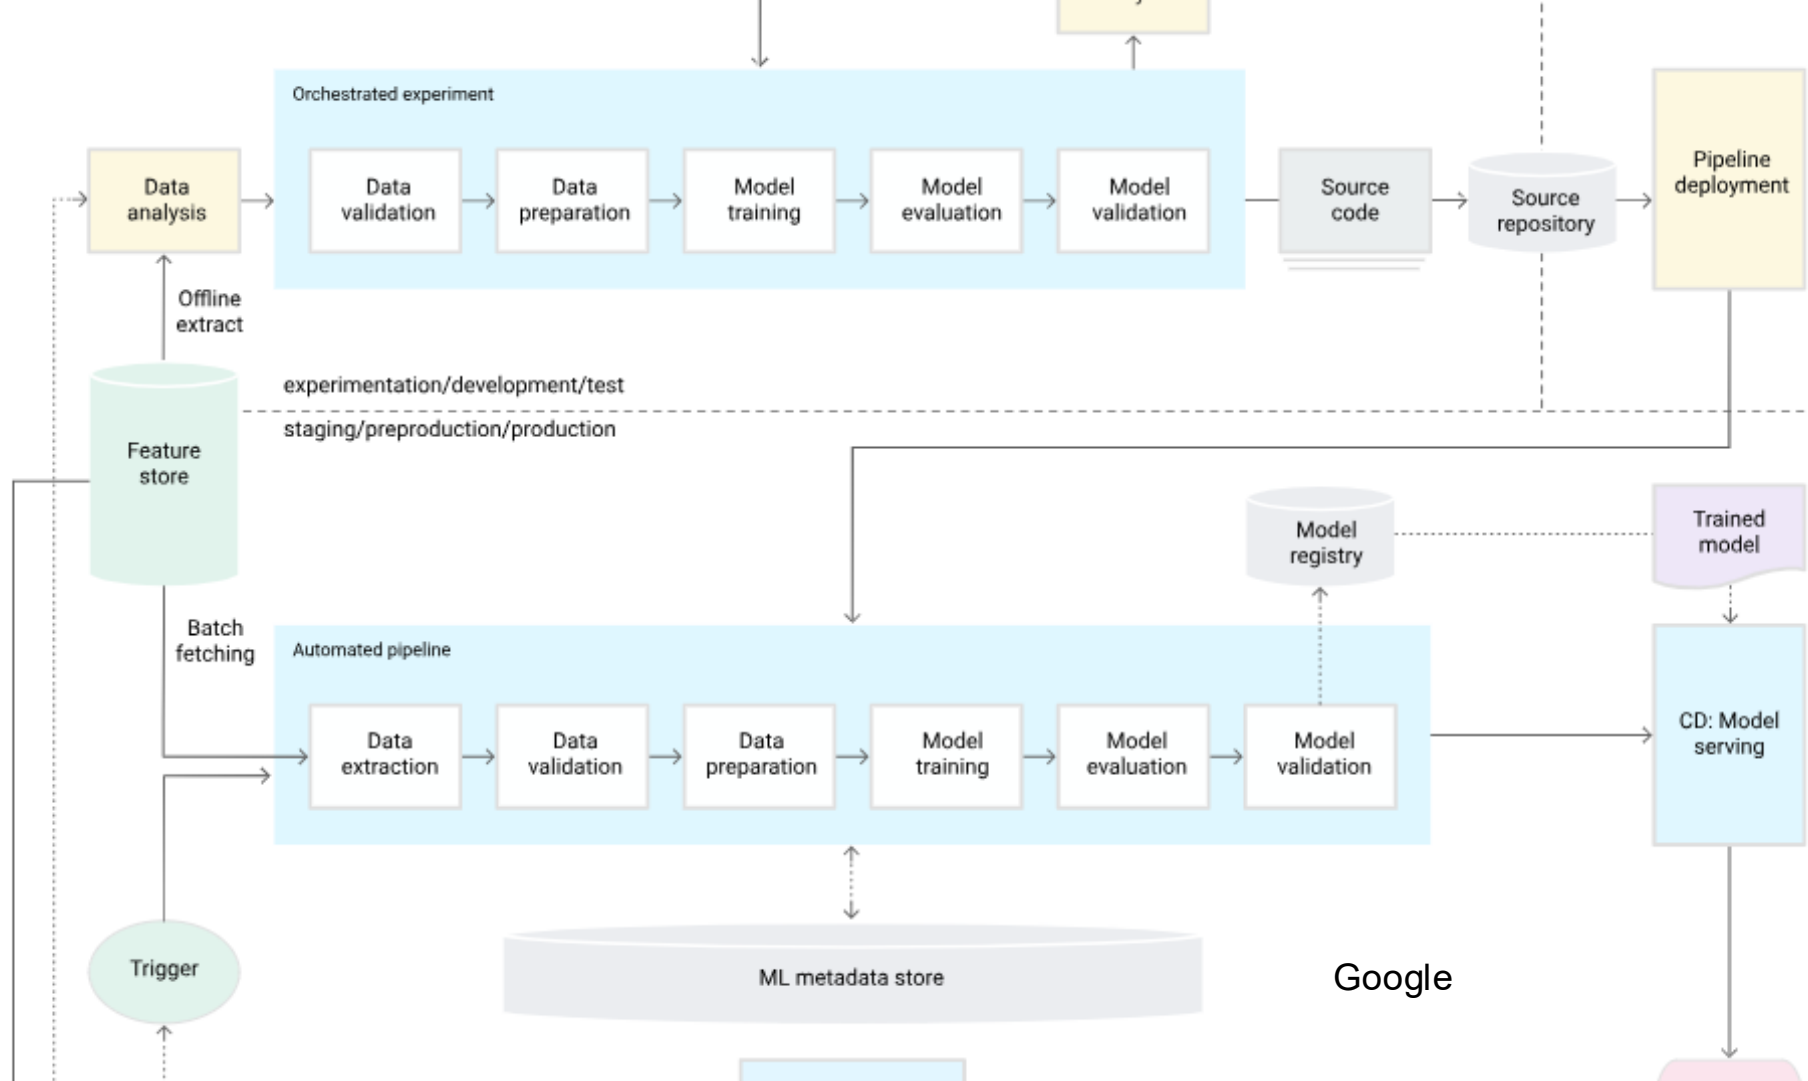 Orchestrated experiment
Data
analysis
Data
validation
Data
preparation
Model
training
Model
evaluation
Model
validation
Source
code
Source
repository
Pipeline
deployment
Offline
extract
experimentation/development/test
staging/preproduction/production
Feature
store
Model
registry
Trained
model
Batch
fetching
Automated pipeline
Data
extraction
Data
validation
Data
preparation
Model
training
Model
evaluation
Model
validation
CD: Model
serving
Trigger
ML metadata store
Google